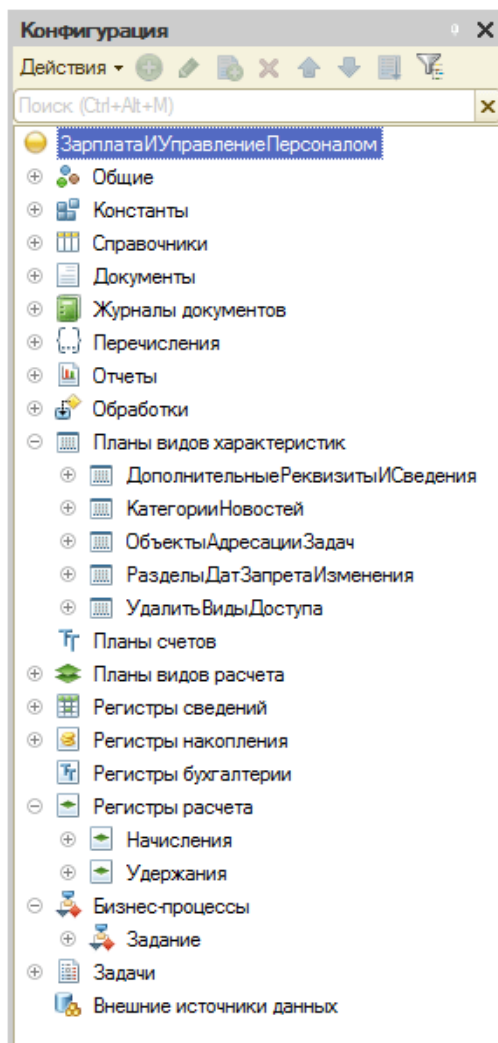 Конфигурация
Действия
Поиск (Ctrl+Alt+M)
ЗарплатаИУправлениеПерсоналом
Общие
Константы
Справочники
Документы
Журналы документов
Перечисления
Отчеты
Обработки
Планы видов характеристик
ДополнительныеРеквизитыИСведения
КатегорииНовостей
ОбъектыАдресацииЗадач
РазделыДатЗапретаИзменения
УдалитьВидыДоступа
Планы счетов
Планы видов расчета
Регистры сведений
Регистры накопления
Регистры бухгалтерии
Регистры расчета
Начисления
Удержания
Бизнес-процессы
Задание
Задачи
Внешние источники данных